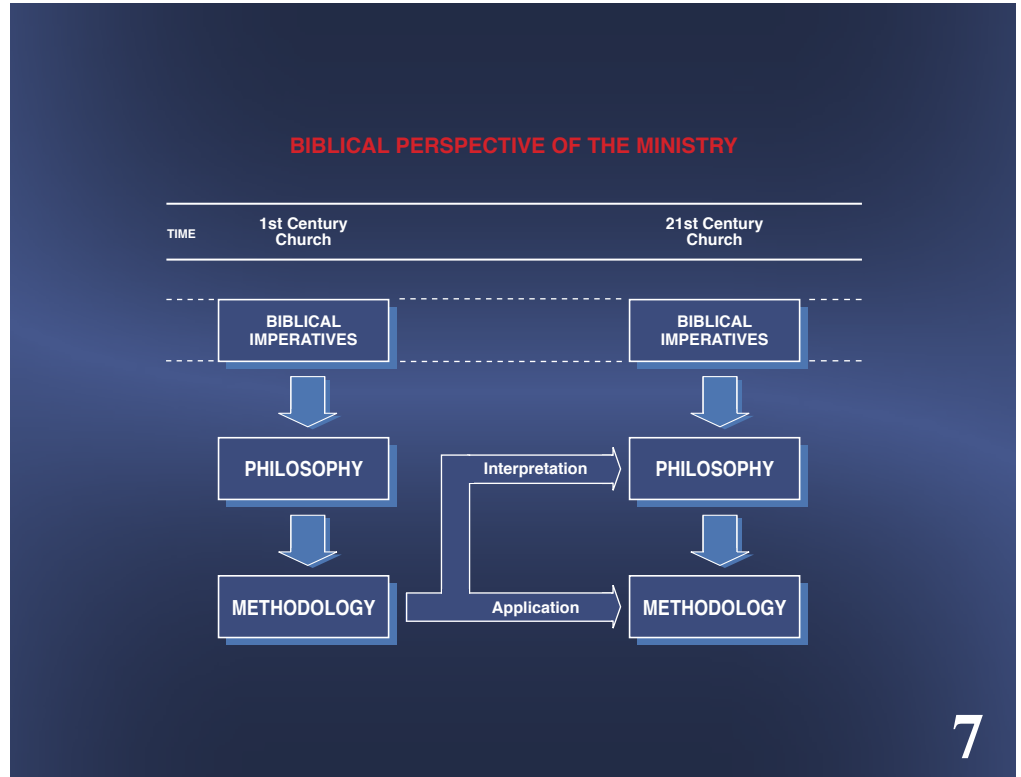 BIBLICAL PERSPECTIVE OF THE MINISTRY
TIME
1st Century
Church
21st Century
Church
BIBLICAL
IMPERATIVES
BIBLICAL
IMPERATIVES
PHILOSOPHY
Interpretation
PHILOSOPHY
METHODOLOGY
Application
METHODOLOGY
7